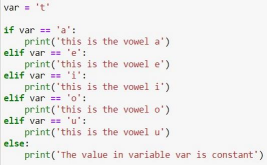 var = 't'
if var == 'a':
    print('this is the vowel a')
elif var == 'e':
    print('this is the vowel e')
elif var == 'i':
    print('this is the vowel i')
elif var == 'o':
    print('this is the vowel o')
elif var == 'u':
    print('this is the vowel u')
else:
    print('The value in variable var is constant')